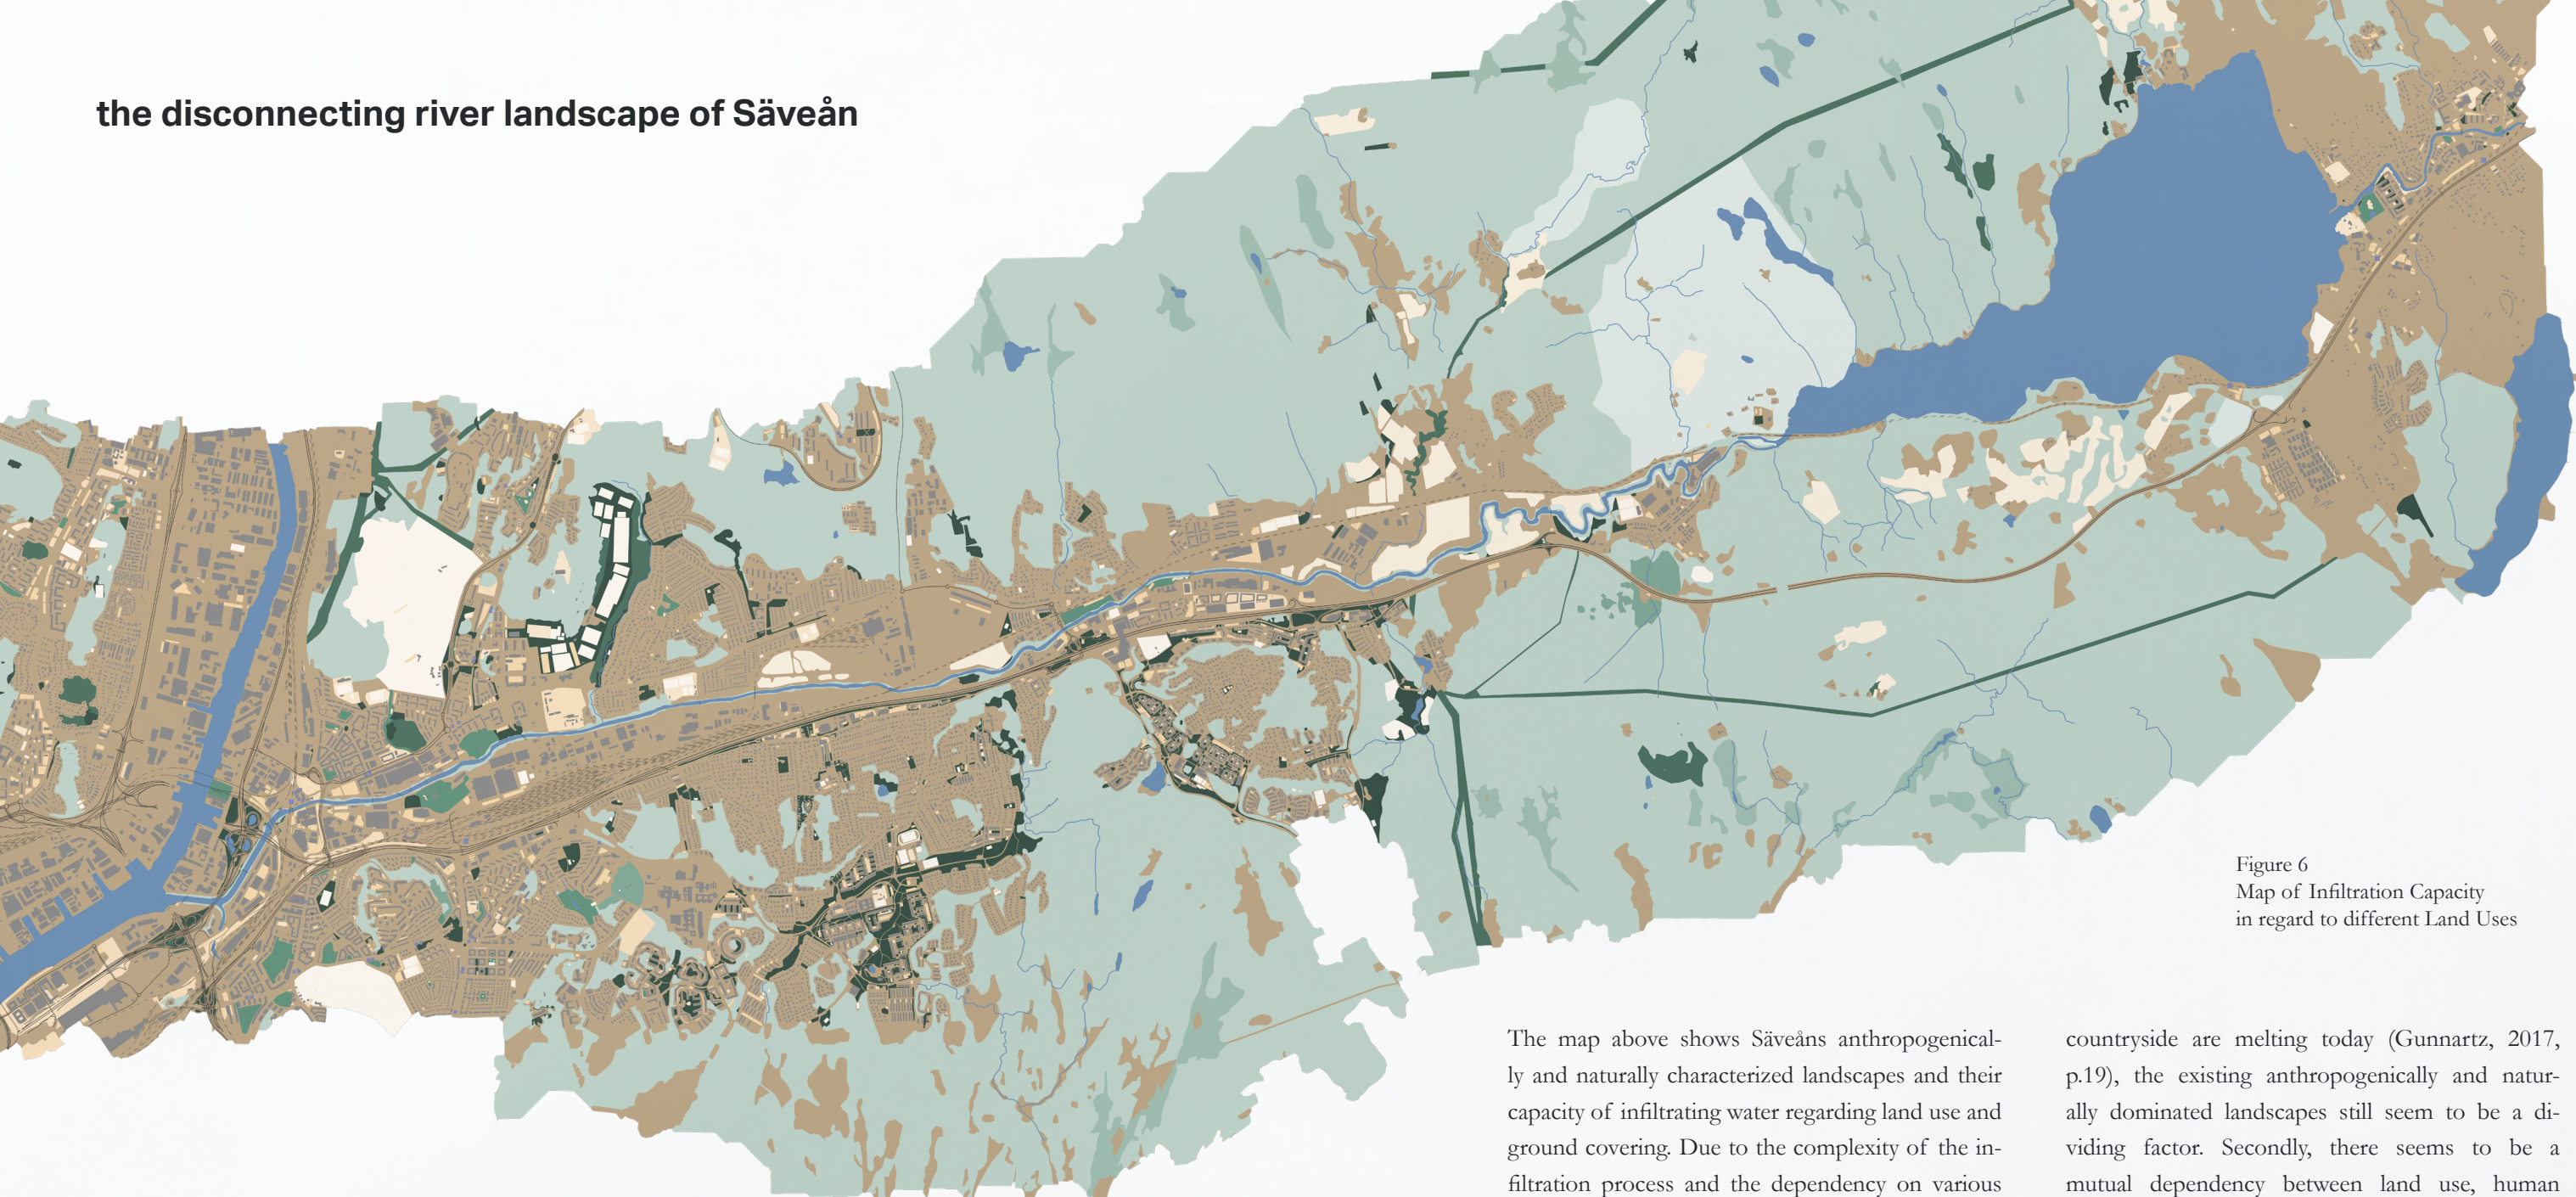 the disconnecting river landscape of Säveån
Figure 6
Map of Infiltration Capacity
in regard to different Land Uses
The map above shows Säveåns anthropogenical-
ly and naturally characterized landscapes and their
capacity of infiltrating water regarding land use and
ground covering. Due to the complexity of the in-
filtration process and the dependency on various
countryside are melting today (Gunnartz, 2017,
p.19), the existing anthropogenically and natur-
ally dominated landscapes still seem to be a di-
viding factor. Secondly, there seems to be a
mutual dependency between land use, human